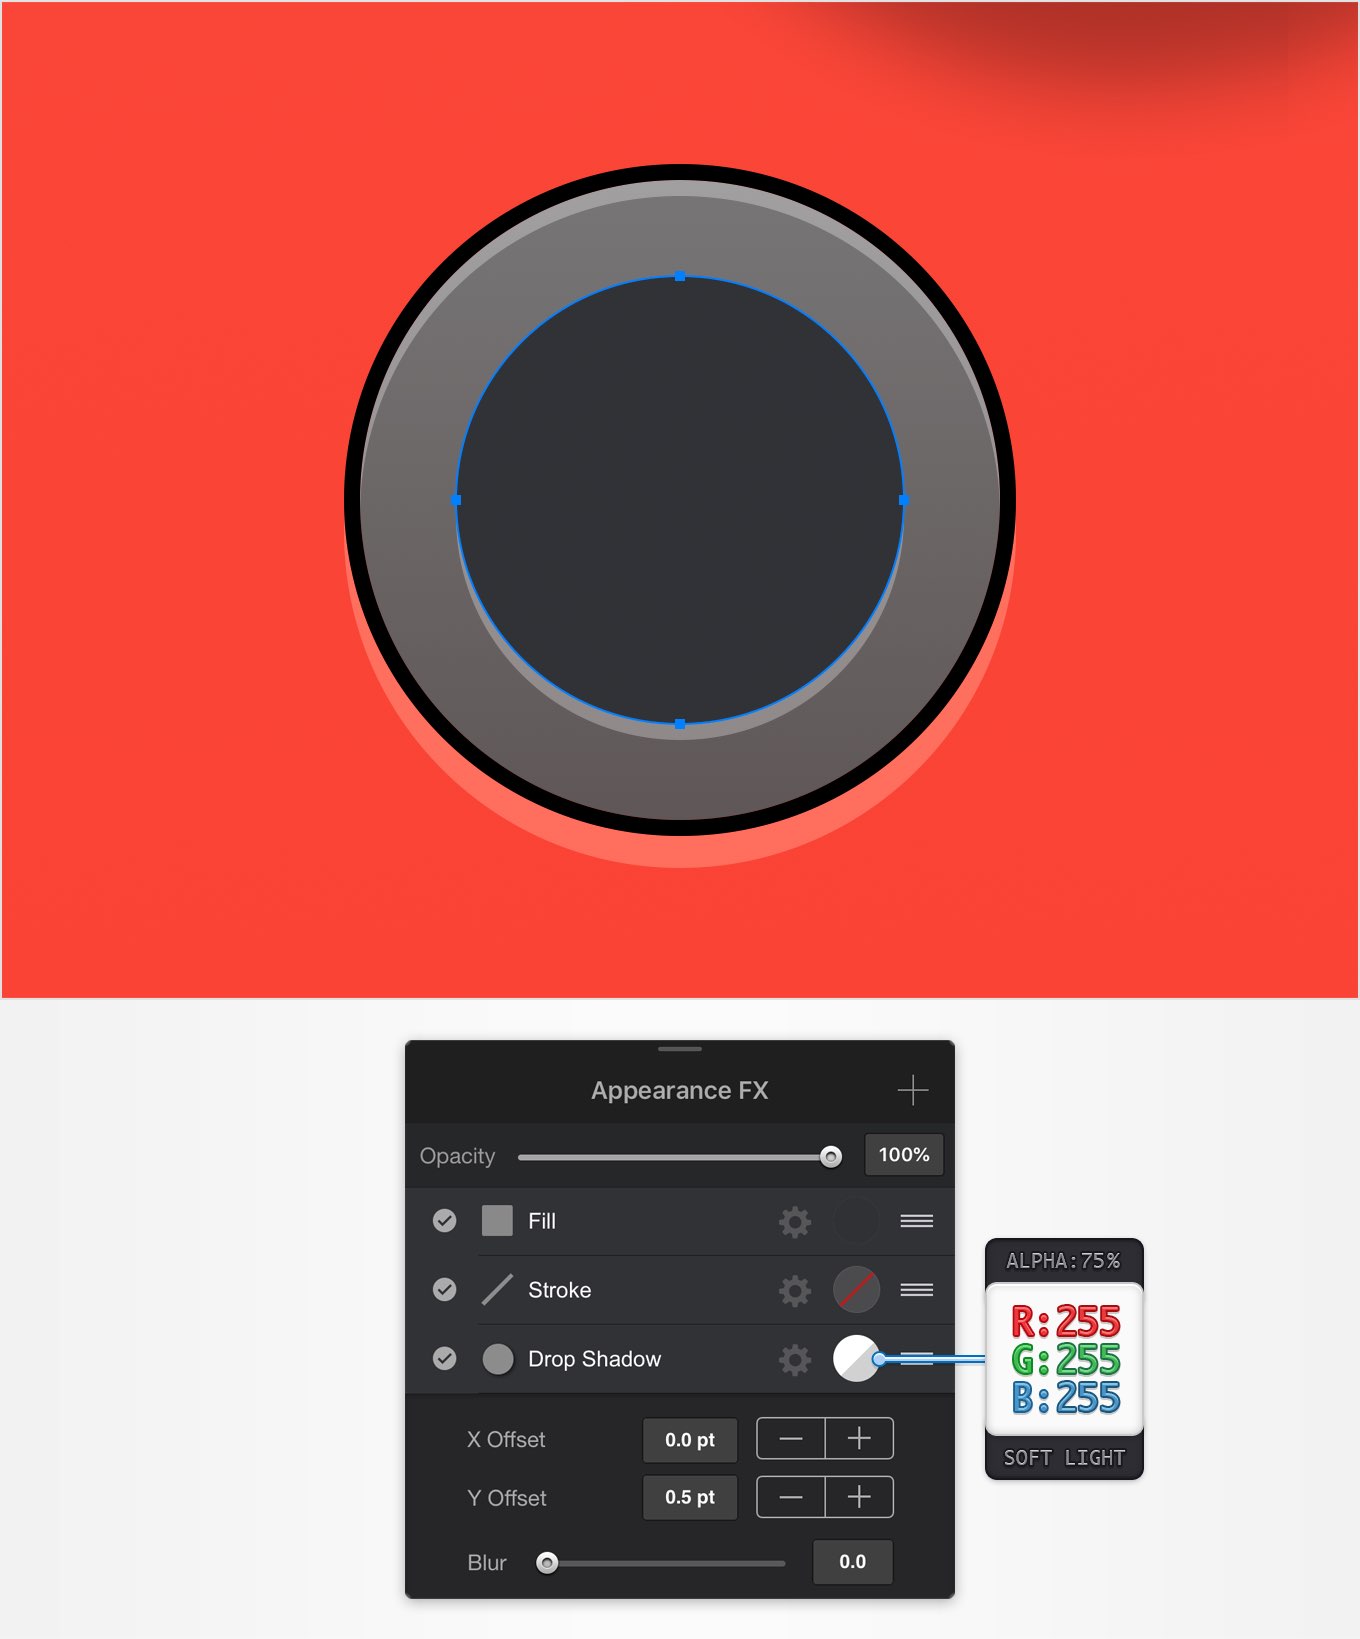 Appearance FX
Opacity 100%
Fill
Stroke
Drop Shadow
X Offset 0.0 pt
Y Offset 0.5 pt
Blur 0.0
ALPHA:75%
R:255
G:255
B:255
SOFT LIGHT